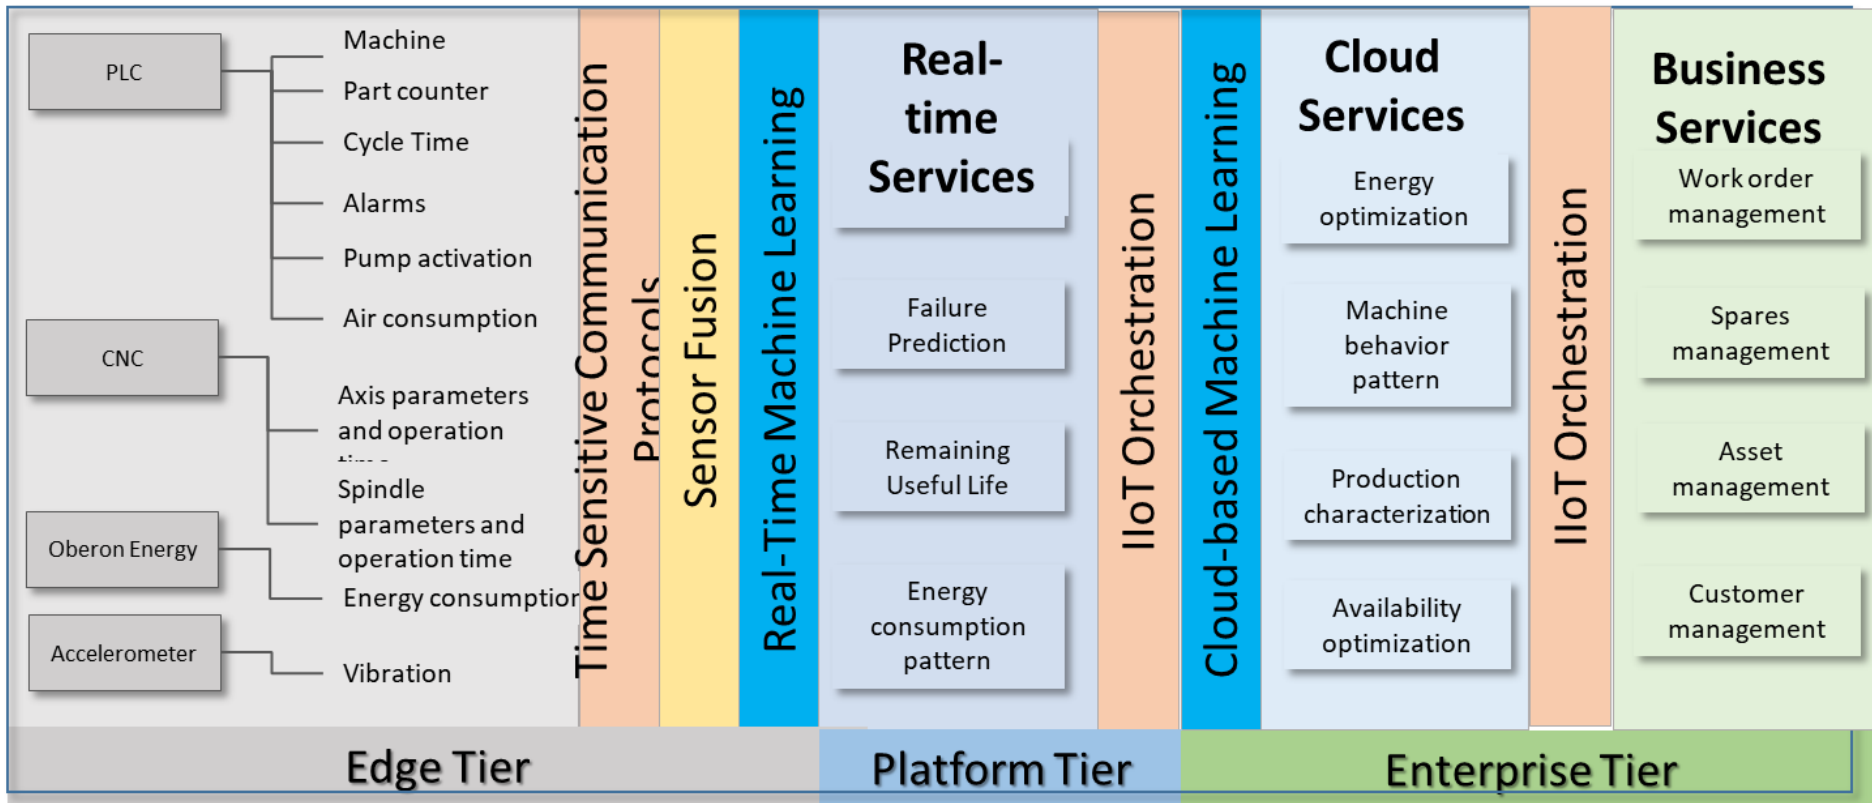 PLC
Machine
Part counter
Cycle Time
Alarms
Pump activation
Air consumption
CNC
Axis parameters
and operation
time
Spindle
parameters and
operation time
Oberon Energy
Energy consumption
Accelerometer
Vibration
Time Sensitive Communication
Protocols
Sensor Fusion
Real-Time Machine Learning
Real-
time
Services
Failure
Prediction
Remaining
Useful Life
Energy
consumption
pattern
IIoT Orchestration
Cloud-based Machine Learning
Cloud
Services
Energy
optimization
Machine
behavior
pattern
Production
characterization
Availability
optimization
IIoT Orchestration
Business
Services
Work order
management
Spares
management
Asset
management
Customer
management
Edge Tier
Platform Tier
Enterprise Tier